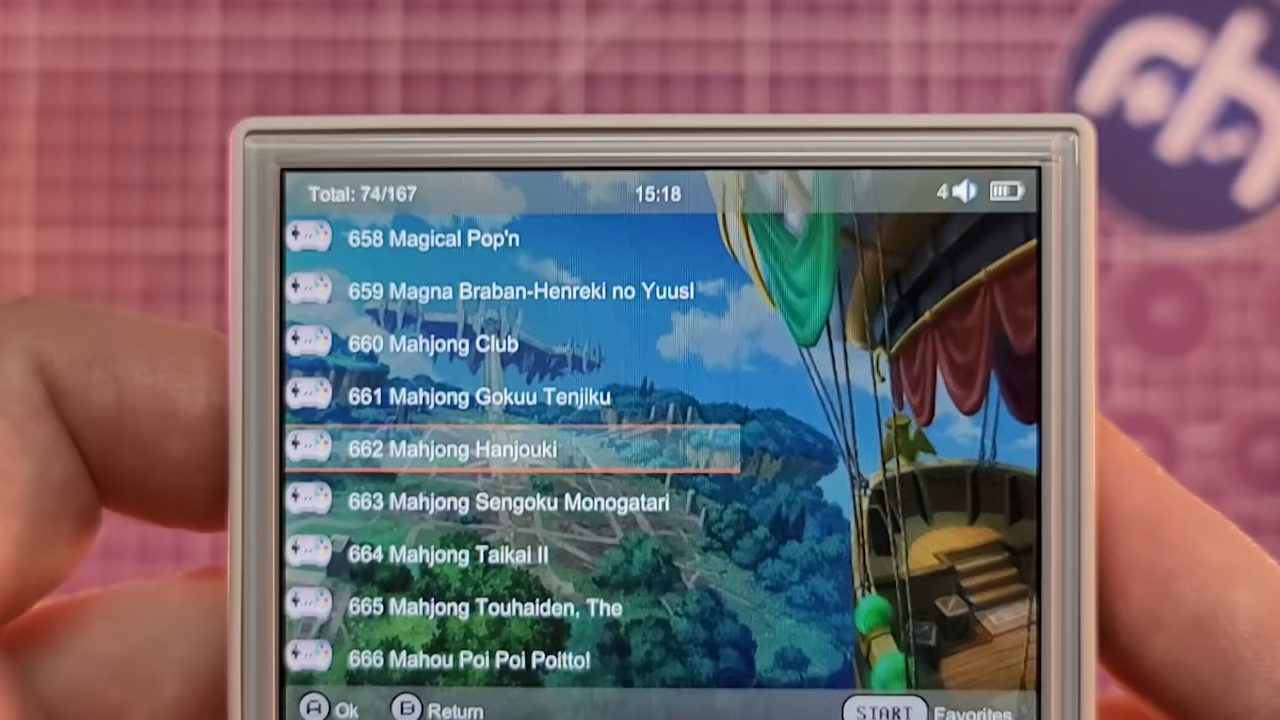 Total: 74/167 15:18 4
658 Magical Pop'n
659 Magna Braban-Henreki no YuusI
660 Mahjong Club
661 Mahjong Gokuu Tenjiku
662 Mahjong Hanjouki
663 Mahjong Sengoku Monogatari
664 Mahjong Taikai II
665 Mahjong Touhaiden, The
666 Mahou Poi Poi Poitto!
A Ok B Return START Favorites